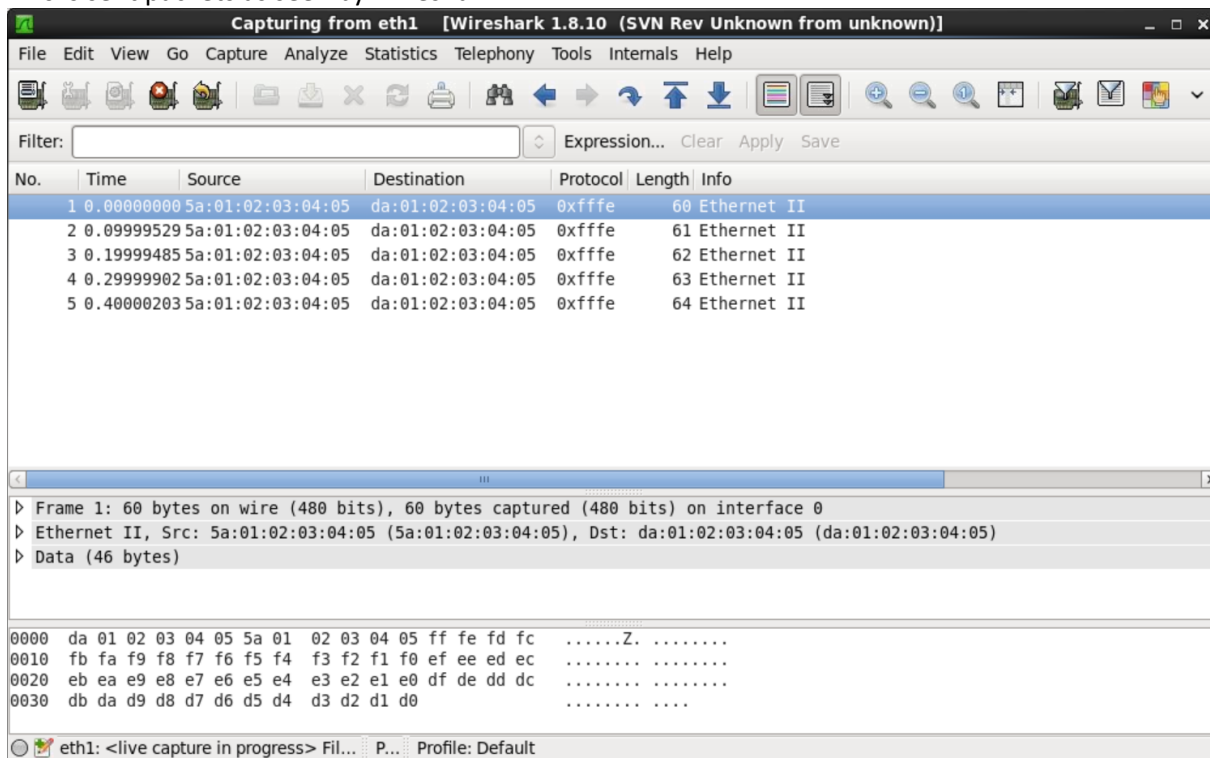 Capturing from eth1 [Wireshark 1.8.10 (SVN Rev Unknown from unknown)]
File Edit View Go Capture Analyze Statistics Telephony Tools Internals Help
Filter: Expression... Clear Apply Save
No. Time Source Destination Protocol Length Info
1 0.00000000 5a:01:02:03:04:05 da:01:02:03:04:05 0xfffe 60 Ethernet II
2 0.09999529 5a:01:02:03:04:05 da:01:02:03:04:05 0xfffe 61 Ethernet II
3 0.19999485 5a:01:02:03:04:05 da:01:02:03:04:05 0xfffe 62 Ethernet II
4 0.29999902 5a:01:02:03:04:05 da:01:02:03:04:05 0xfffe 63 Ethernet II
5 0.40000203 5a:01:02:03:04:05 da:01:02:03:04:05 0xfffe 64 Ethernet II
Frame 1: 60 bytes on wire (480 bits), 60 bytes captured (480 bits) on interface 0
Ethernet II, Src: 5a:01:02:03:04:05 (5a:01:02:03:04:05), Dst: da:01:02:03:04:05 (da:01:02:03:04:05)
Data (46 bytes)
0000 da 01 02 03 04 05 5a 01 02 03 04 05 ff fe fd fc ......Z. ........
0010 fb fa f9 f8 f7 f6 f5 f4 f3 f2 f1 f0 ef ee ed ec ........ ........
0020 eb ea e9 e8 e7 e6 e5 e4 e3 e2 e1 e0 df de dd dc ........ ........
0030 db da d9 d8 d7 d6 d5 d4 d3 d2 d1 d0 ........ ....
eth1: <live capture in progress> Fil... P... Profile: Default